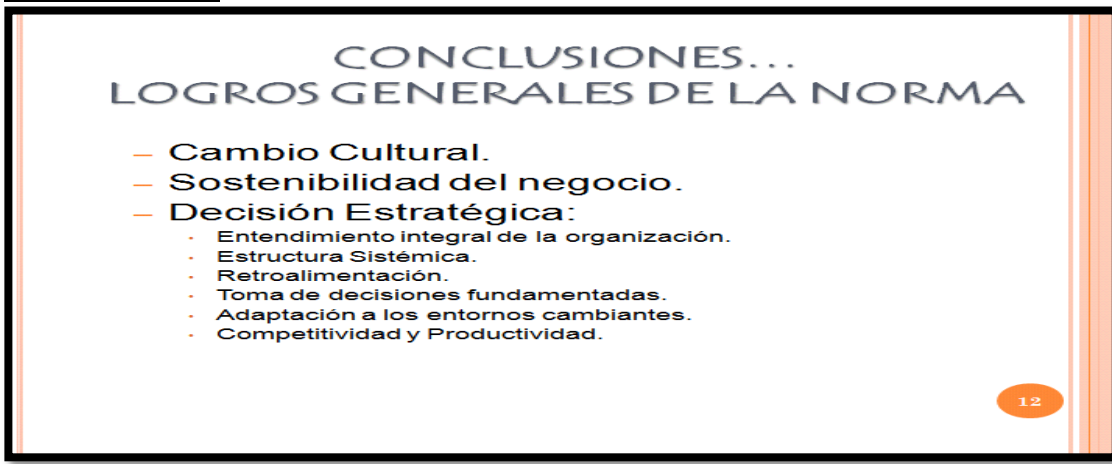 CONCLUSIONES...
LOGROS GENERALES DE LA NORMA
– Cambio Cultural.
– Sostenibilidad del negocio.
– Decisión Estratégica:
· Entendimiento integral de la organización.
· Estructura Sistémica.
· Retroalimentación.
· Toma de decisiones fundamentadas.
· Adaptación a los entornos cambiantes.
· Competitividad y Productividad.
12